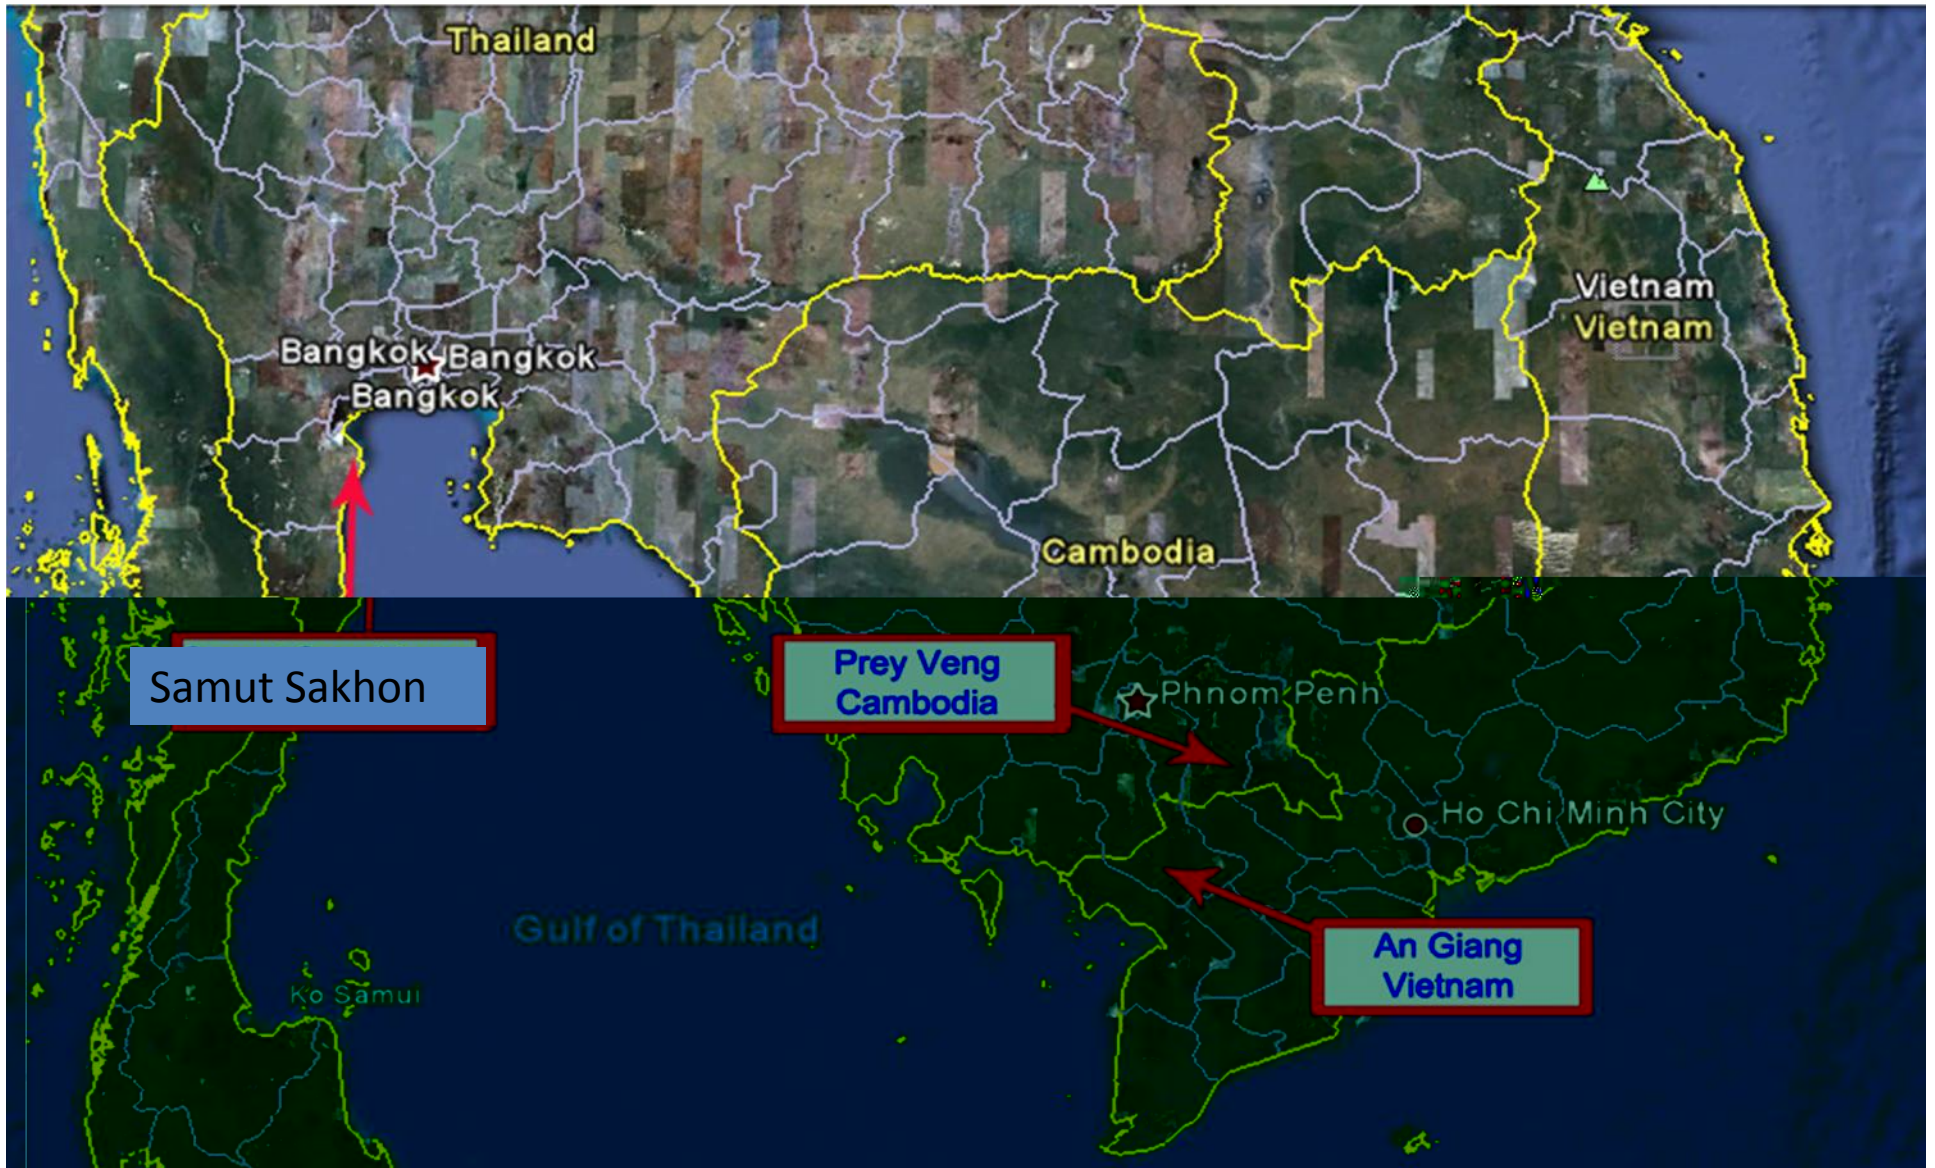 Thailand
Vietnam
Vietnam
Bangkok Bangkok
Bangkok
Cambodia
Samut Sakhon
Prey Veng
Cambodia
Phnom Penh
Ho Chi Minh City
Gulf of Thailand
An Giang
Vietnam
Ko Samui